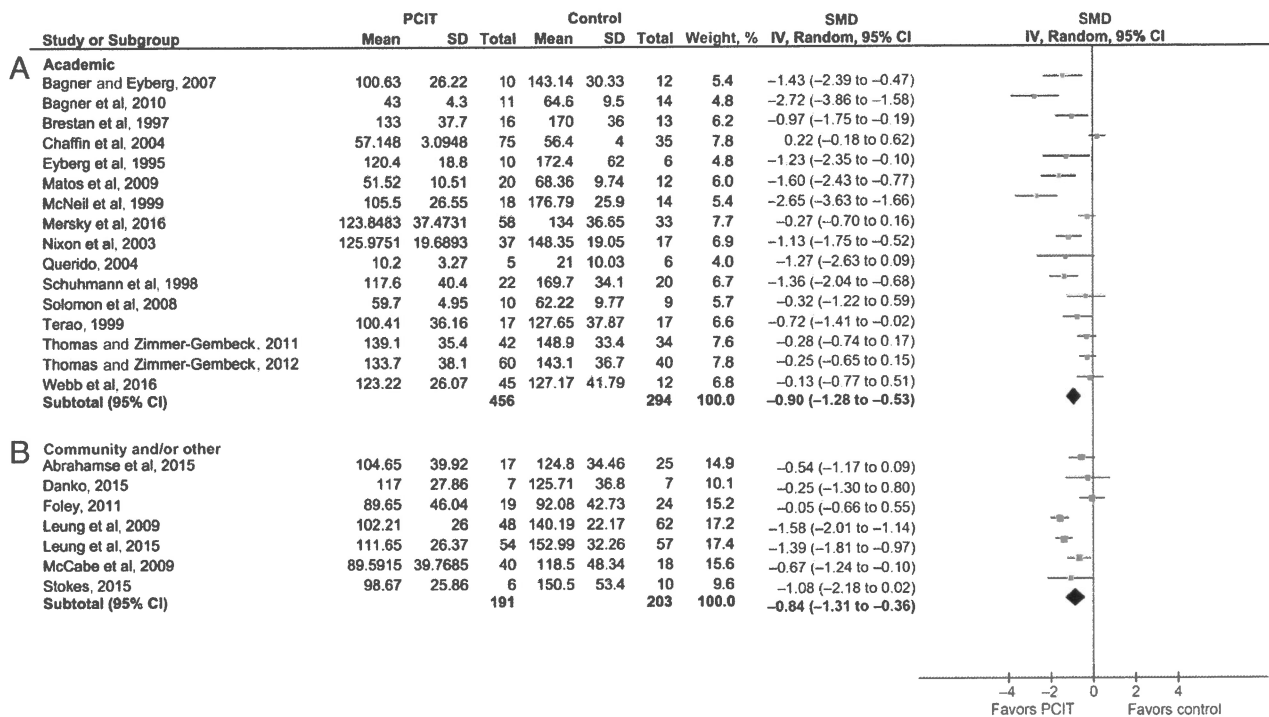 PCIT Control SMD SMD
Study or Subgroup Mean SD Total Mean SD Total Weight, % IV, Random, 95% CI IV, Random, 95% CI
A Academic
Bagner and Eyberg, 2007 100.63 26.22 10 143.14 30.33 12 5.4 −1.43 (−2.39 to −0.47)
Bagner et al, 2010 43 4.3 11 64.6 9.5 14 4.8 −2.72 (−3.86 to −1.58)
Brestan et al, 1997 133 37.7 16 170 36 13 6.2 −0.97 (−1.75 to −0.19)
Chaffin et al, 2004 57.148 3.0948 75 56.4 4 35 7.8 0.22 (−0.18 to 0.62)
Eyberg et al, 1995 120.4 18.8 10 172.4 62 6 4.8 −1.23 (−2.35 to −0.10)
Matos et al, 2009 51.52 10.51 20 68.36 9.74 12 6.0 −1.60 (−2.43 to −0.77)
McNeil et al, 1999 105.5 26.55 18 176.79 25.9 14 5.4 −2.65 (−3.63 to −1.66)
Mersky et al, 2016 123.8483 37.4731 58 134 36.65 33 7.7 −0.27 (−0.70 to 0.16)
Nixon et al, 2003 125.9751 19.6893 37 148.35 19.05 17 6.9 −1.13 (−1.75 to −0.52)
Querido, 2004 10.2 3.27 5 21 10.03 6 4.0 −1.27 (−2.63 to 0.09)
Schuhmann et al, 1998 117.6 40.4 22 169.7 34.1 20 6.7 −1.36 (−2.04 to −0.68)
Solomon et al, 2008 59.7 4.95 10 62.22 9.77 9 5.7 −0.32 (−1.22 to 0.59)
Terao, 1999 100.41 36.16 17 127.65 37.87 17 6.6 −0.72 (−1.41 to −0.02)
Thomas and Zimmer-Gembeck, 2011 139.1 35.4 42 148.9 33.4 34 7.6 −0.28 (−0.74 to 0.17)
Thomas and Zimmer-Gembeck, 2012 133.7 38.1 60 143.1 36.7 40 7.8 −0.25 (−0.65 to 0.15)
Webb et al, 2016 123.22 26.07 45 127.17 41.79 12 6.8 −0.13 (−0.77 to 0.51)
Subtotal (95% CI) 456 294 100.0 −0.90 (−1.28 to −0.53)
B Community and/or other
Abrahamse et al, 2015 104.65 39.92 17 124.8 34.46 25 14.9 −0.54 (−1.17 to 0.09)
Danko, 2015 117 27.86 7 125.71 36.8 7 10.1 −0.25 (−1.30 to 0.80)
Foley, 2011 89.65 46.04 19 92.08 42.73 24 15.2 −0.05 (−0.66 to 0.55)
Leung et al, 2009 102.21 26 48 140.19 22.17 62 17.2 −1.58 (−2.01 to −1.14)
Leung et al, 2015 111.65 26.37 54 152.99 32.26 57 17.4 −1.39 (−1.81 to −0.97)
McCabe et al, 2009 89.5915 39.7685 40 118.5 48.34 18 15.6 −0.67 (−1.24 to −0.10)
Stokes, 2015 98.67 25.86 6 150.5 53.4 10 9.6 −1.08 (−2.18 to 0.02)
Subtotal (95% CI) 191 203 100.0 −0.84 (−1.31 to −0.36)
−4 −2 0 2 4
Favors PCIT Favors control